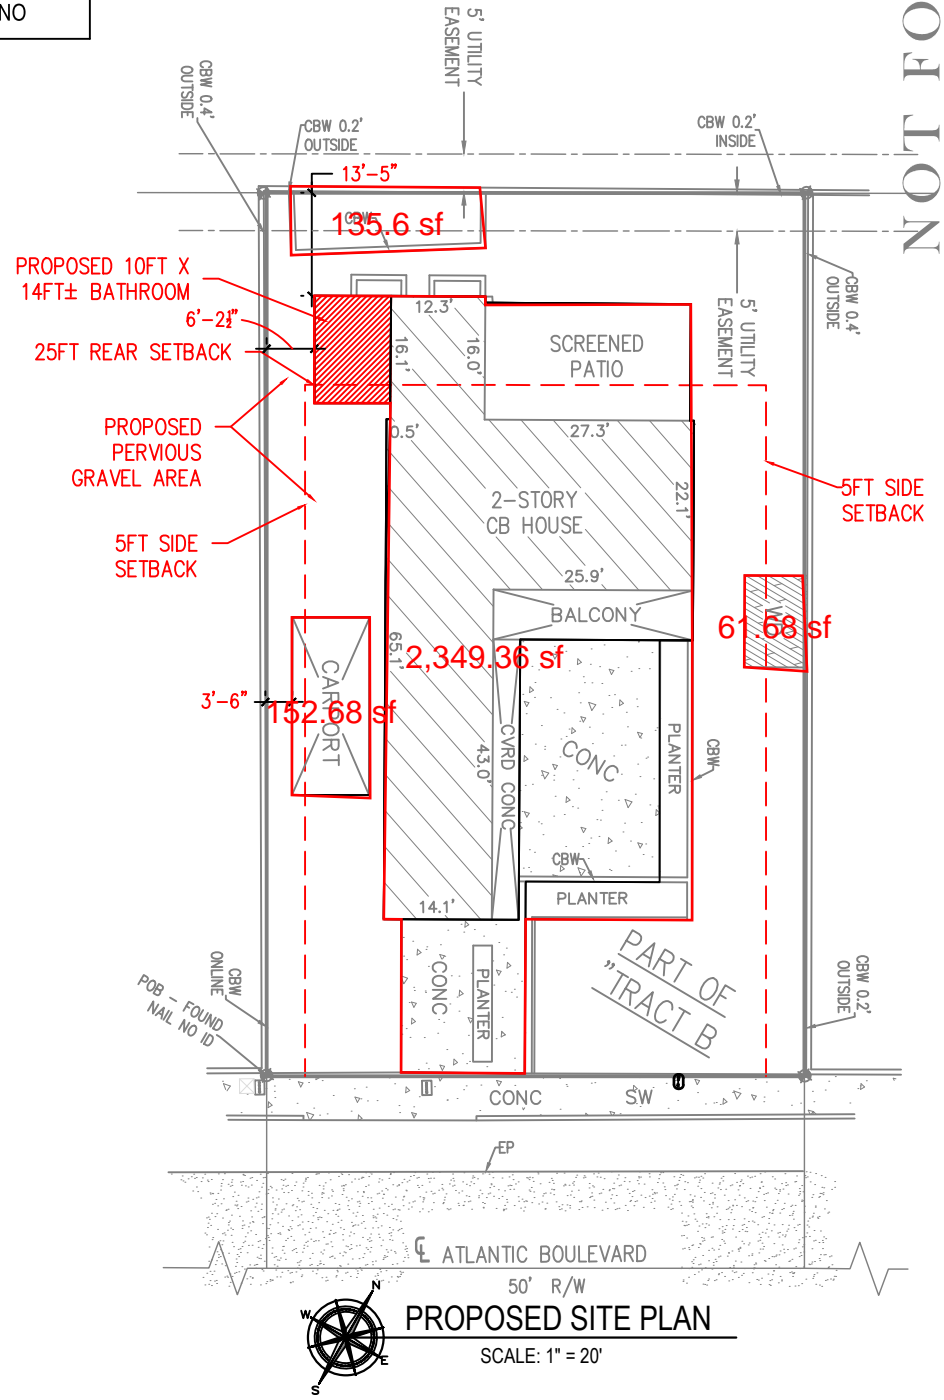 NO
NOT FO
5' UTILITY
EASEMENT
CBW 0.4'
OUTSIDE
CBW 0.2'
OUTSIDE
CBW 0.2'
INSIDE
13'-5"
CBW
135.6 sf
PROPOSED 10FT X
14FT± BATHROOM
6'-2½"
25FT REAR SETBACK
12.3'
16.1'
16.0'
SCREENED
PATIO
5' UTILITY
EASEMENT
CBW 0.4'
OUTSIDE
PROPOSED
PERVIOUS
GRAVEL AREA
0.5'
27.3'
22.1'
2-STORY
CB HOUSE
5FT SIDE
SETBACK
5FT SIDE
SETBACK
25.9'
BALCONY
61.68 sf
65.1'
2,349.36 sf
CARPORT
3'-6"
152.68 sf
43.0'
CVRD CONC
CONC
PLANTER
CBW
CBW
PLANTER
14.1'
CONC
PLANTER
PART OF
"TRACT B
CBW
ONLINE
POB - FOUND
NAIL NO ID
CBW 0.2'
OUTSIDE
CONC SW
EP
℄ ATLANTIC BOULEVARD
50' R/W
N
W
E
S
PROPOSED SITE PLAN
SCALE: 1" = 20'